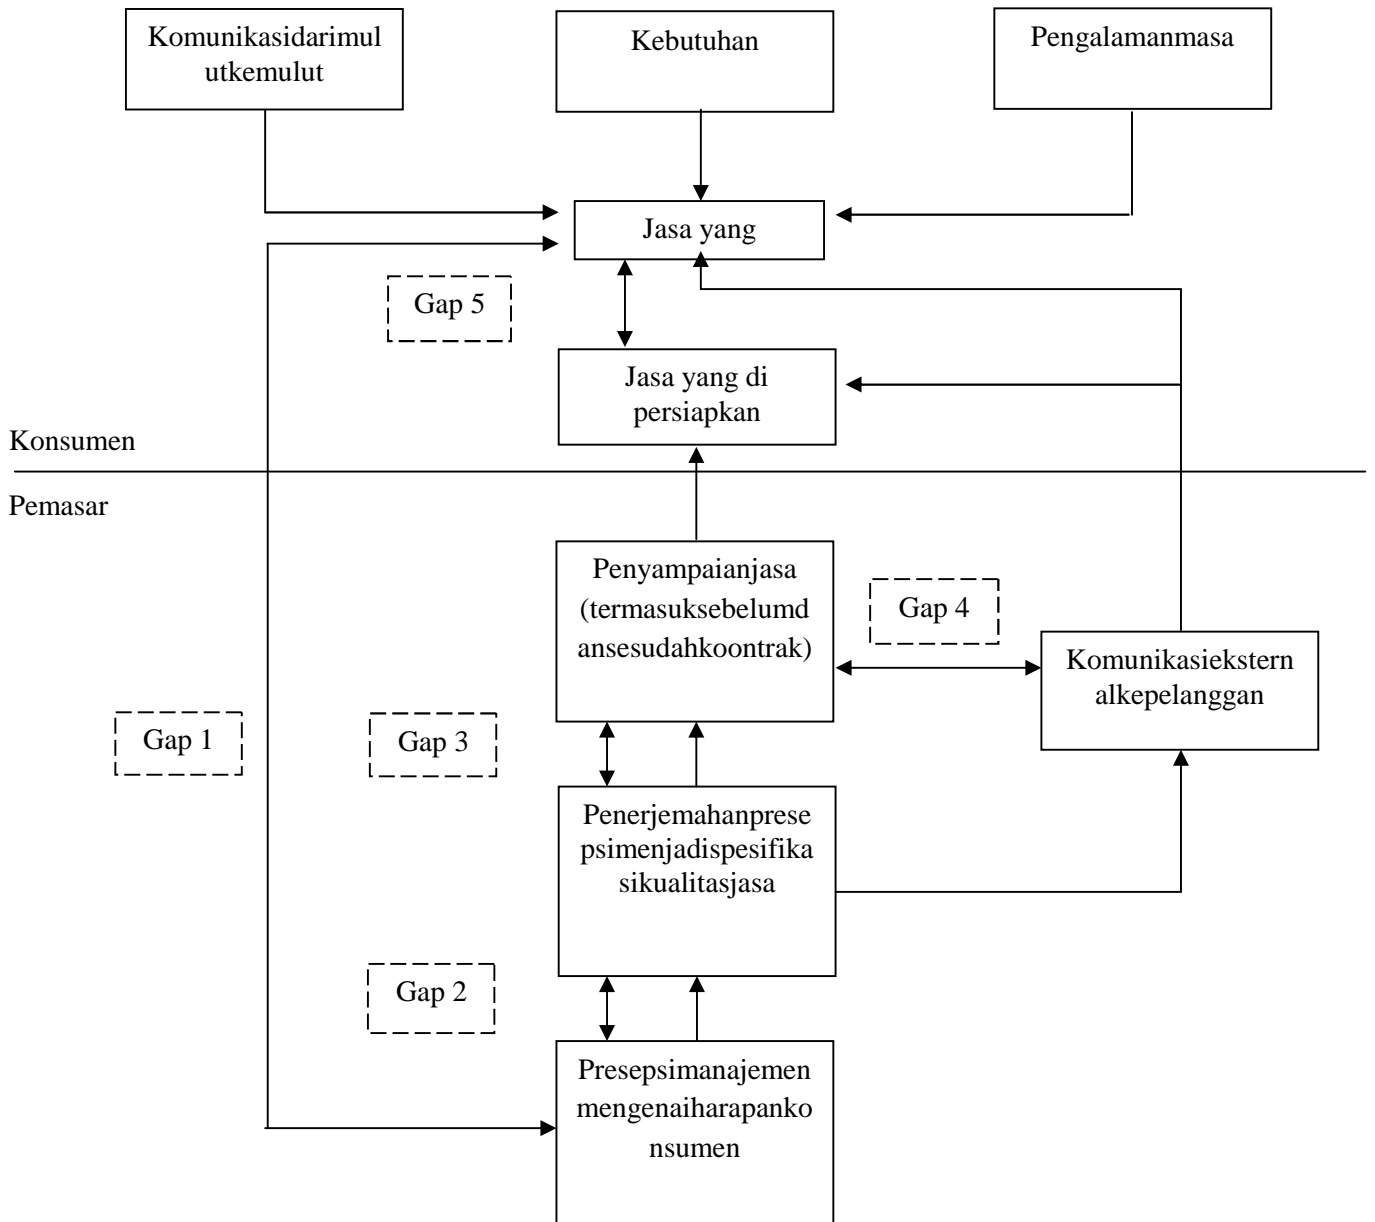 Komunikasidarimul
utkemulut
Kebutuhan
Pengalamanmasa
Jasa yang
Gap 5
Jasa yang di
persiapkan
Konsumen
Pemasar
Penyampaianjasa
(termasuksebelumd
ansesudahkoontrak)
Gap 4
Komunikasiekstern
alkepelanggan
Gap 1
Gap 3
Penerjemahanprese
psimenjadispesifika
sikualitasjasa
Gap 2
Presepsimanajemen
mengenaiharapanko
nsumen